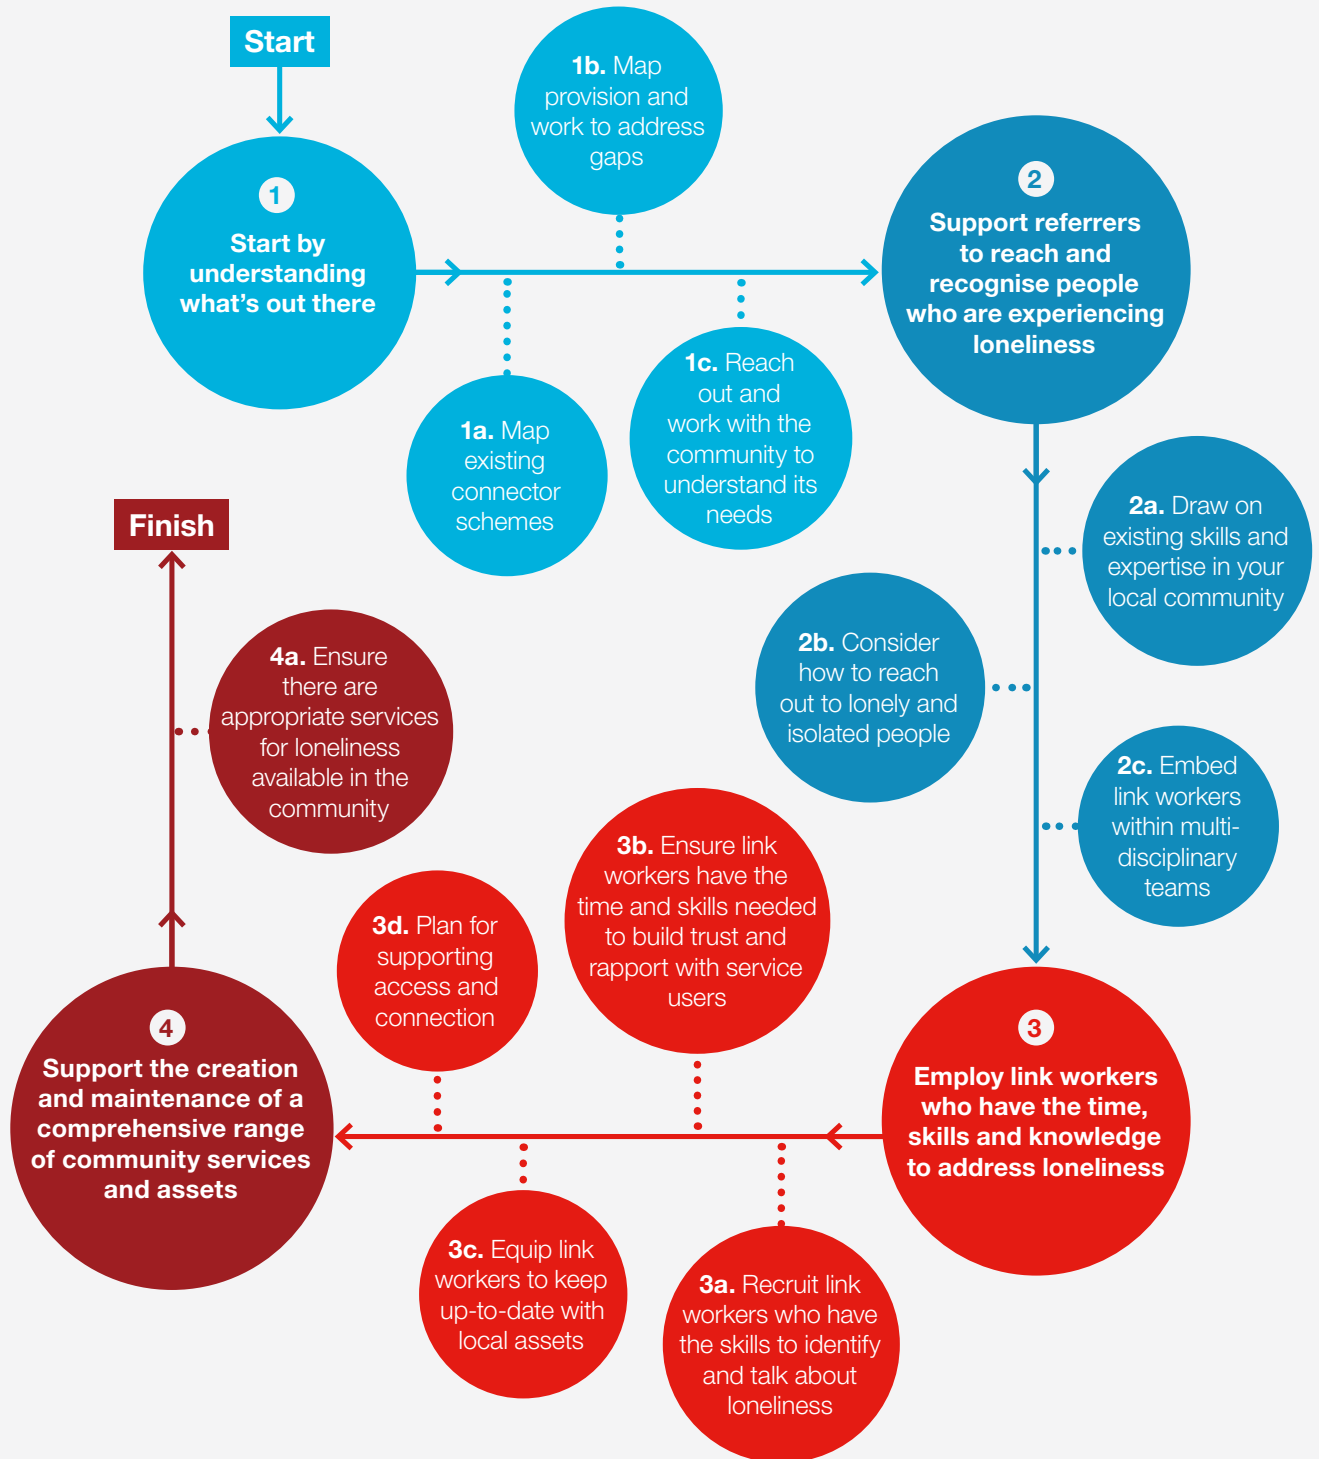 Start
1
Start by
understanding
what's out there
1a. Map
existing
connector
schemes
1b. Map
provision and
work to address
gaps
1c. Reach
out and
work with the
community to
understand its
needs
2
Support referrers
to reach and
recognise people
who are experiencing
loneliness
2a. Draw on
existing skills and
expertise in your
local community
2b. Consider
how to reach
out to lonely and
isolated people
2c. Embed
link workers
within multi-
disciplinary
teams
3
Employ link workers
who have the time,
skills and knowledge
to address loneliness
3a. Recruit link
workers who have
the skills to identify
and talk about
loneliness
3b. Ensure link
workers have the
time and skills needed
to build trust and
rapport with service
users
3c. Equip link
workers to keep
up-to-date with
local assets
3d. Plan for
supporting
access and
connection
4
Support the creation
and maintenance of a
comprehensive range
of community services
and assets
4a. Ensure
there are
appropriate services
for loneliness
available in the
community
Finish